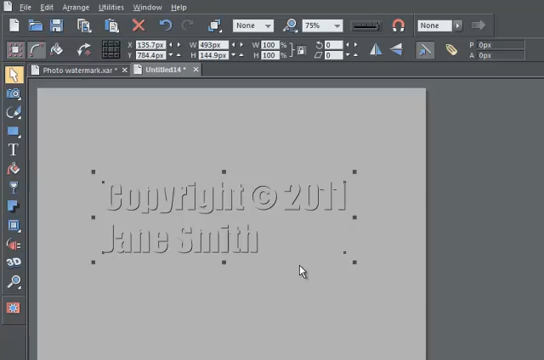 File Edit Arrange Utilities Window Help
None 75% None
X 135.7px W 493px W 100 % 0 P 0px
Y 784.4px H 144.9px H 100 % 0 A 0px
Photo watermark.xar * Untitled14 *
Copyright © 2011
Jane Smith
T
3D